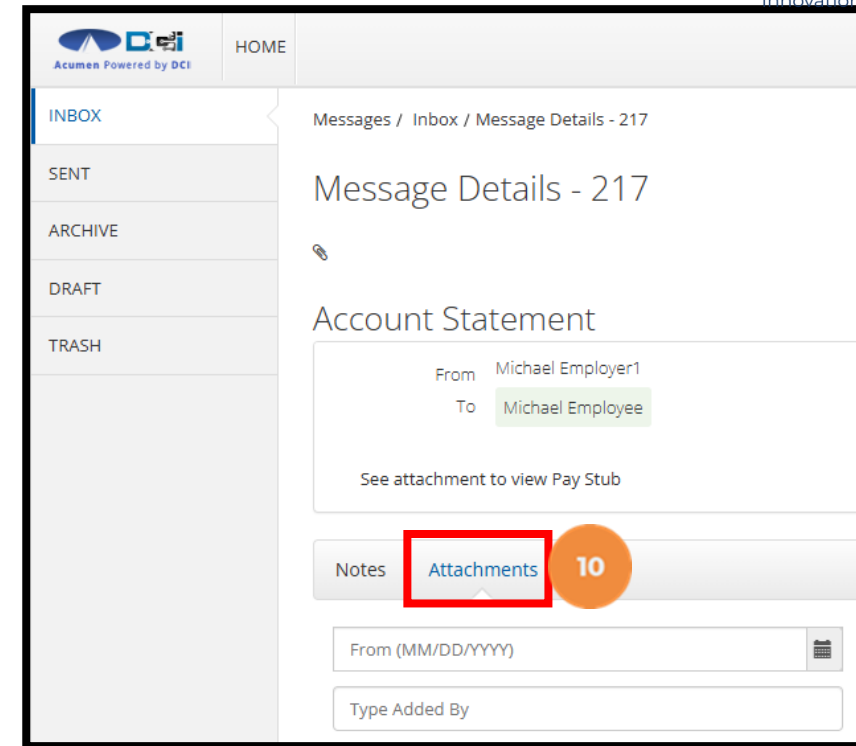 Innovation
DCI
HOME
Acumen Powered by DCI
INBOX
SENT
ARCHIVE
DRAFT
TRASH
Messages / Inbox / Message Details - 217
Message Details - 217
Account Statement
From Michael Employer1
To Michael Employee
See attachment to view Pay Stub
Notes Attachments 10
From (MM/DD/YYYY)
Type Added By